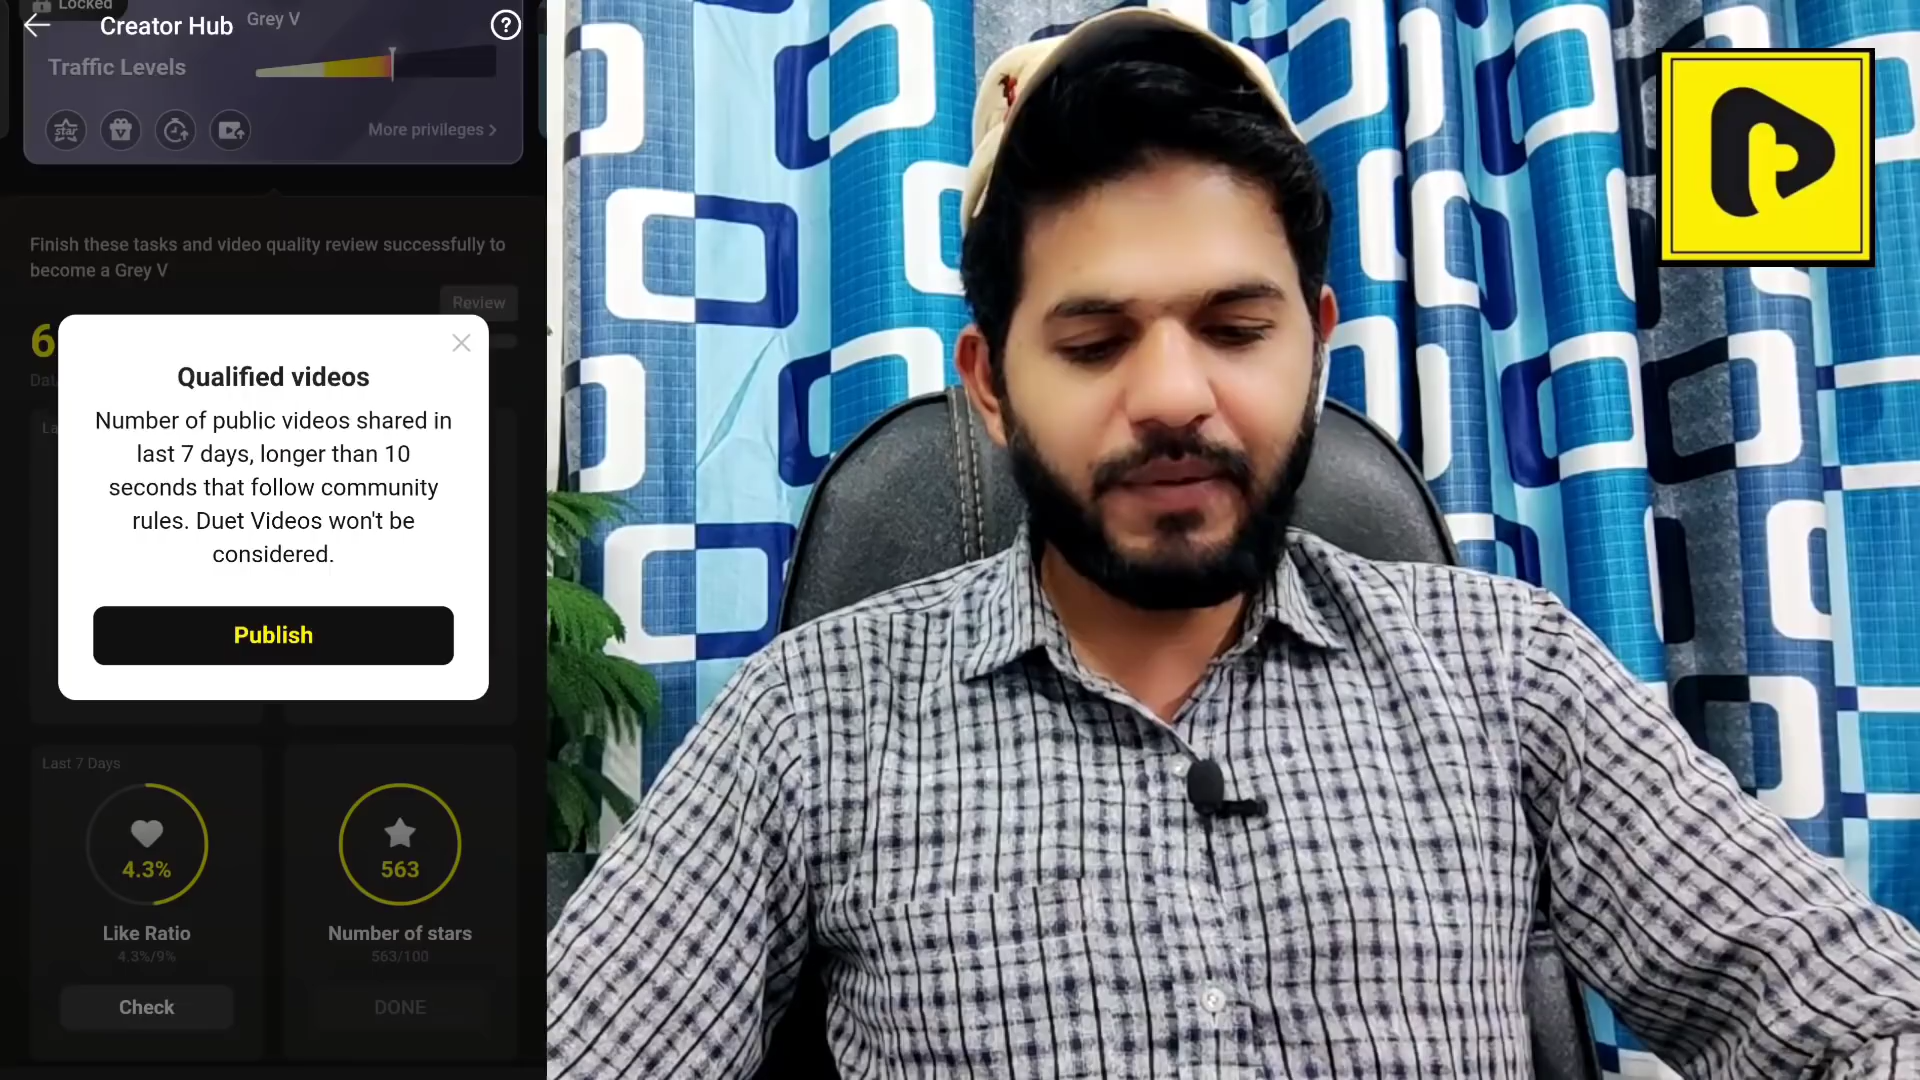 Locked
Creator Hub
Grey V
?
Traffic Levels
star
V
More privileges >
Finish these tasks and video quality review successfully to
become a Grey V
Review
6
Qualified videos
Number of public videos shared in
last 7 days, longer than 10
seconds that follow community
rules. Duet Videos won't be
considered.
Publish
Last 7 Days
4.3%
563
Like Ratio
Number of stars
4.3%/9%
563/100
Check
DONE